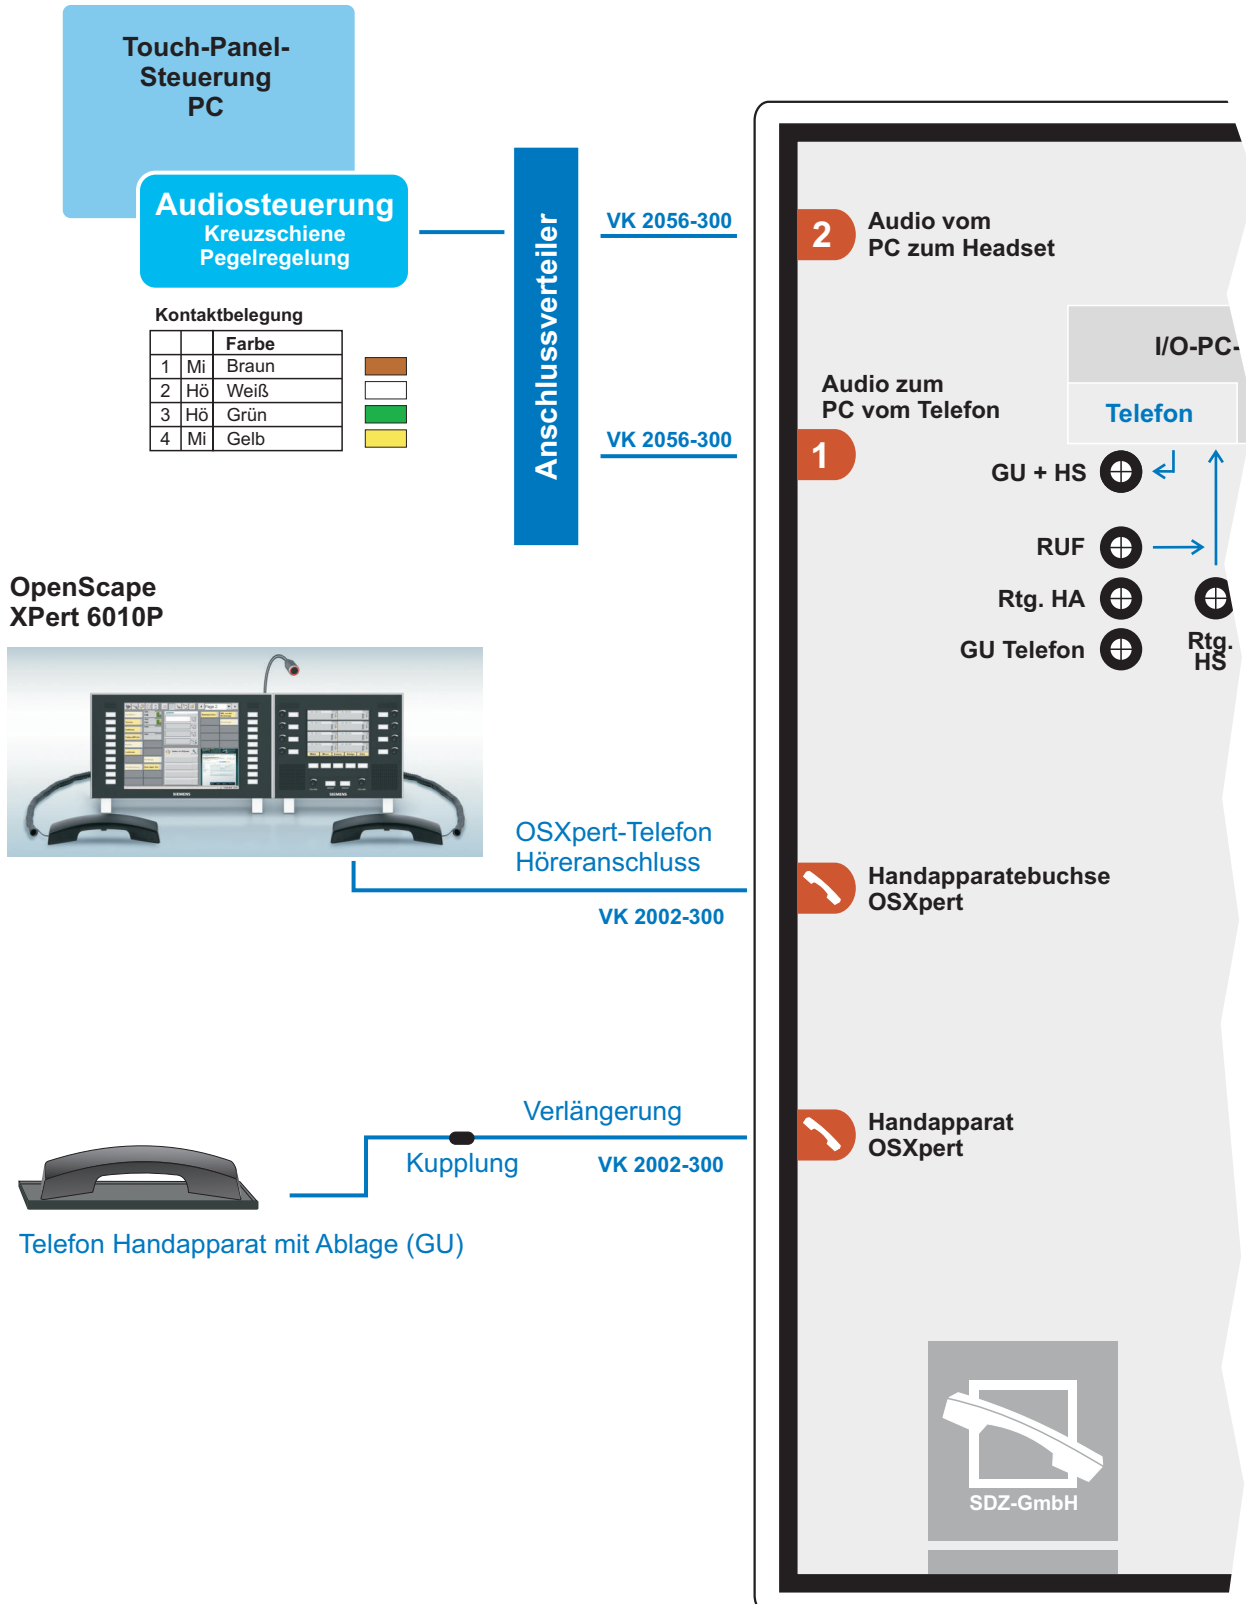 Touch-Panel-
Steuerung
PC
Audiosteuerung
Kreuzschiene
Pegelregelung
Anschlussverteiler
VK 2056-300
VK 2056-300
Kontaktbelegung
Farbe
1 Mi Braun
2 Hö Weiß
3 Hö Grün
4 Mi Gelb
2
Audio vom
PC zum Headset
I/O-PC-
Audio zum
PC vom Telefon
Telefon
1
GU + HS
RUF
Rtg. HA
GU Telefon
Rtg.
HS
OpenScape
XPert 6010P
SIEMENS
SIEMENS
OSXpert-Telefon
Höreranschluss
VK 2002-300
Handapparatebuchse
OSXpert
Verlängerung
Kupplung
VK 2002-300
Handapparat
OSXpert
Telefon Handapparat mit Ablage (GU)
SDZ-GmbH